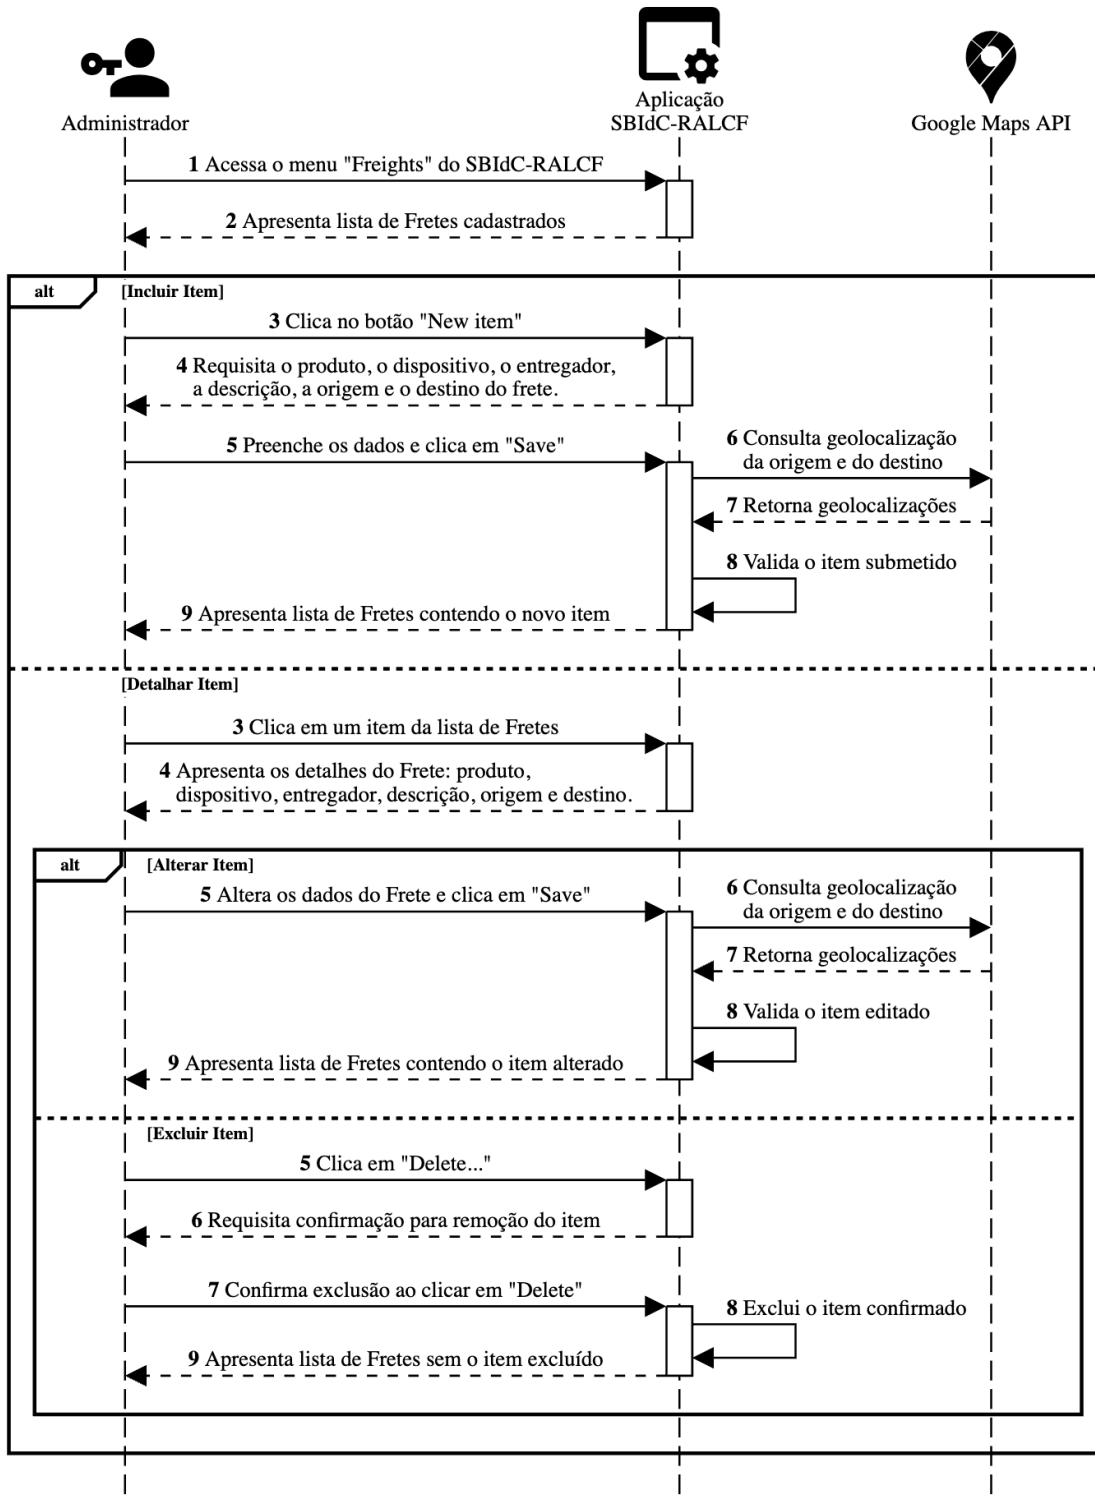 Administrador
Aplicação
SBIdC-RALCF
Google Maps API
1 Acessa o menu "Freights" do SBIdC-RALCF
2 Apresenta lista de Fretes cadastrados
alt
[Incluir Item]
3 Clica no botão "New item"
4 Requisita o produto, o dispositivo, o entregador,
a descrição, a origem e o destino do frete.
5 Preenche os dados e clica em "Save"
6 Consulta geolocalização
da origem e do destino
7 Retorna geolocalizações
8 Valida o item submetido
9 Apresenta lista de Fretes contendo o novo item
[Detalhar Item]
3 Clica em um item da lista de Fretes
4 Apresenta os detalhes do Frete: produto,
dispositivo, entregador, descrição, origem e destino.
alt
[Alterar Item]
5 Altera os dados do Frete e clica em "Save"
6 Consulta geolocalização
da origem e do destino
7 Retorna geolocalizações
8 Valida o item editado
9 Apresenta lista de Fretes contendo o item alterado
[Excluir Item]
5 Clica em "Delete..."
6 Requisita confirmação para remoção do item
7 Confirma exclusão ao clicar em "Delete"
8 Exclui o item confirmado
9 Apresenta lista de Fretes sem o item excluído